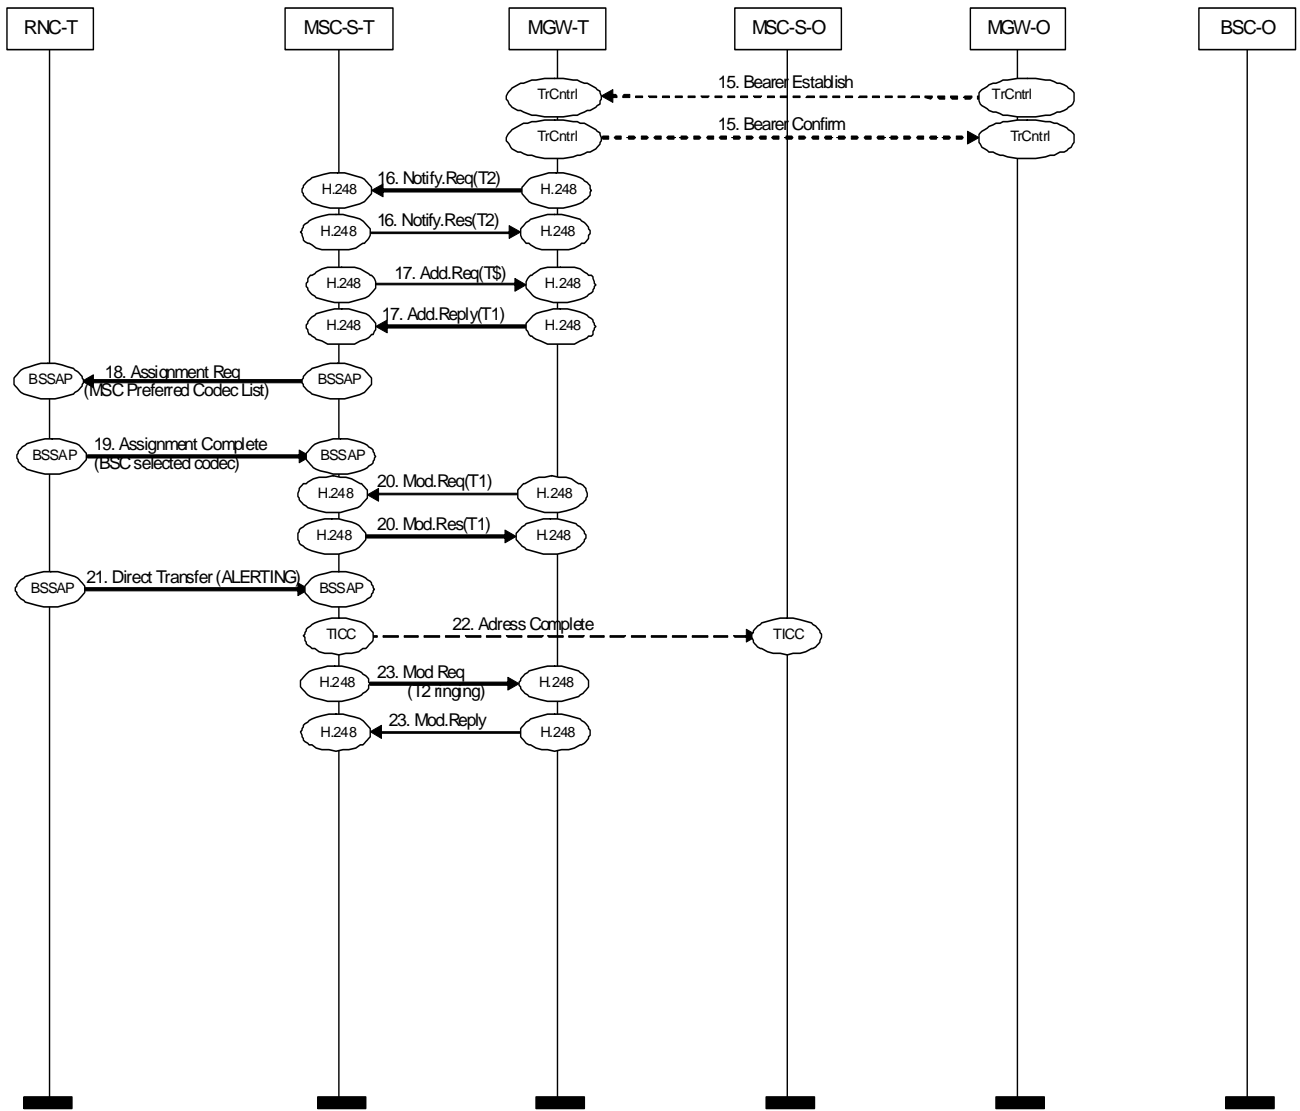 RNC-T MSC-S-T MGW-T MSC-S-O MGW-O BSC-O
15. Bearer Establish
TrCntrl TrCntrl
15. Bearer Confirm
TrCntrl TrCntrl
16. Notify.Req(T2)
H.248 H.248
16. Notify.Res(T2)
H.248 H.248
17. Add.Req(T$)
H.248 H.248
17. Add.Reply(T1)
H.248 H.248
18. Assignment Req
BSSAP BSSAP
(MSC Preferred Codec List)
19. Assignment Complete
BSSAP BSSAP
(BSC selected codec)
20. Mod.Req(T1)
H.248 H.248
20. Mod.Res(T1)
H.248 H.248
21. Direct Transfer (ALERTING)
BSSAP BSSAP
22. Adress Complete
TICC TICC
23. Mod Req
H.248 H.248
(T2 ringing)
23. Mod.Reply
H.248 H.248